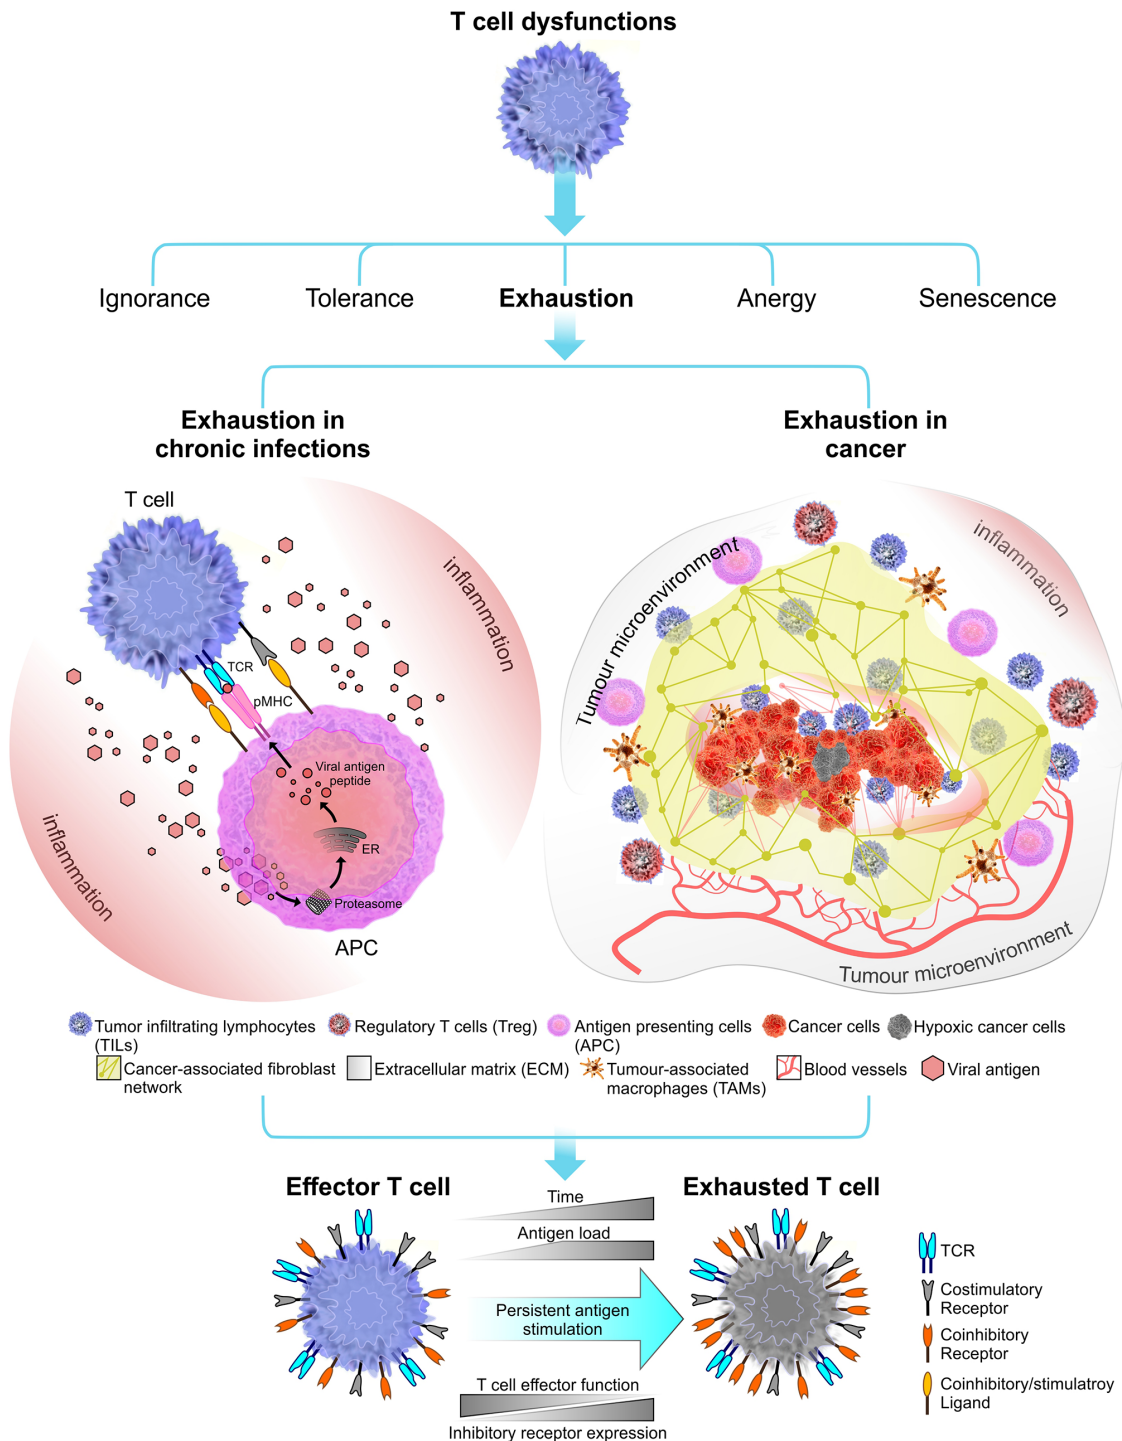 T cell dysfunctions
Ignorance
Tolerance
Exhaustion
Anergy
Senescence
Exhaustion in
chronic infections
Exhaustion in
cancer
T cell
inflammation
TCR
pMHC
Viral antigen
peptide
ER
Proteasome
APC
inflammation
Tumour microenvironment
inflammation
Tumour microenvironment
Tumor infiltrating lymphocytes
(TILs)
Regulatory T cells (Treg)
Antigen presenting cells
(APC)
Cancer cells
Hypoxic cancer cells
Cancer-associated fibroblast
network
Extracellular matrix (ECM)
Tumour-associated
macrophages (TAMs)
Blood vessels
Viral antigen
Effector T cell
Time
Antigen load
Persistent antigen
stimulation
T cell effector function
Inhibitory receptor expression
Exhausted T cell
TCR
Costimulatory
Receptor
Coinhibitory
Receptor
Coinhibitory/stimulatroy
Ligand